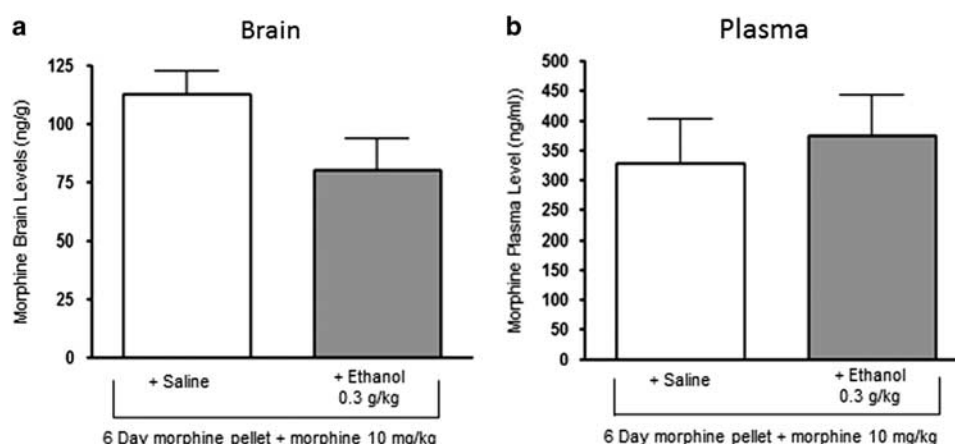 a
Brain
Morphine Brain Levels (ng/g)
125
100
75
50
25
0
+ Saline
+ Ethanol
0.3 g/kg
6 Day morphine pellet + morphine 10 mg/kg
b
Plasma
Morphine Plasma Level (ng/ml))
500
450
400
350
300
250
200
150
100
50
0
+ Saline
+ Ethanol
0.3 g/kg
6 Day morphine pellet + morphine 10 mg/kg